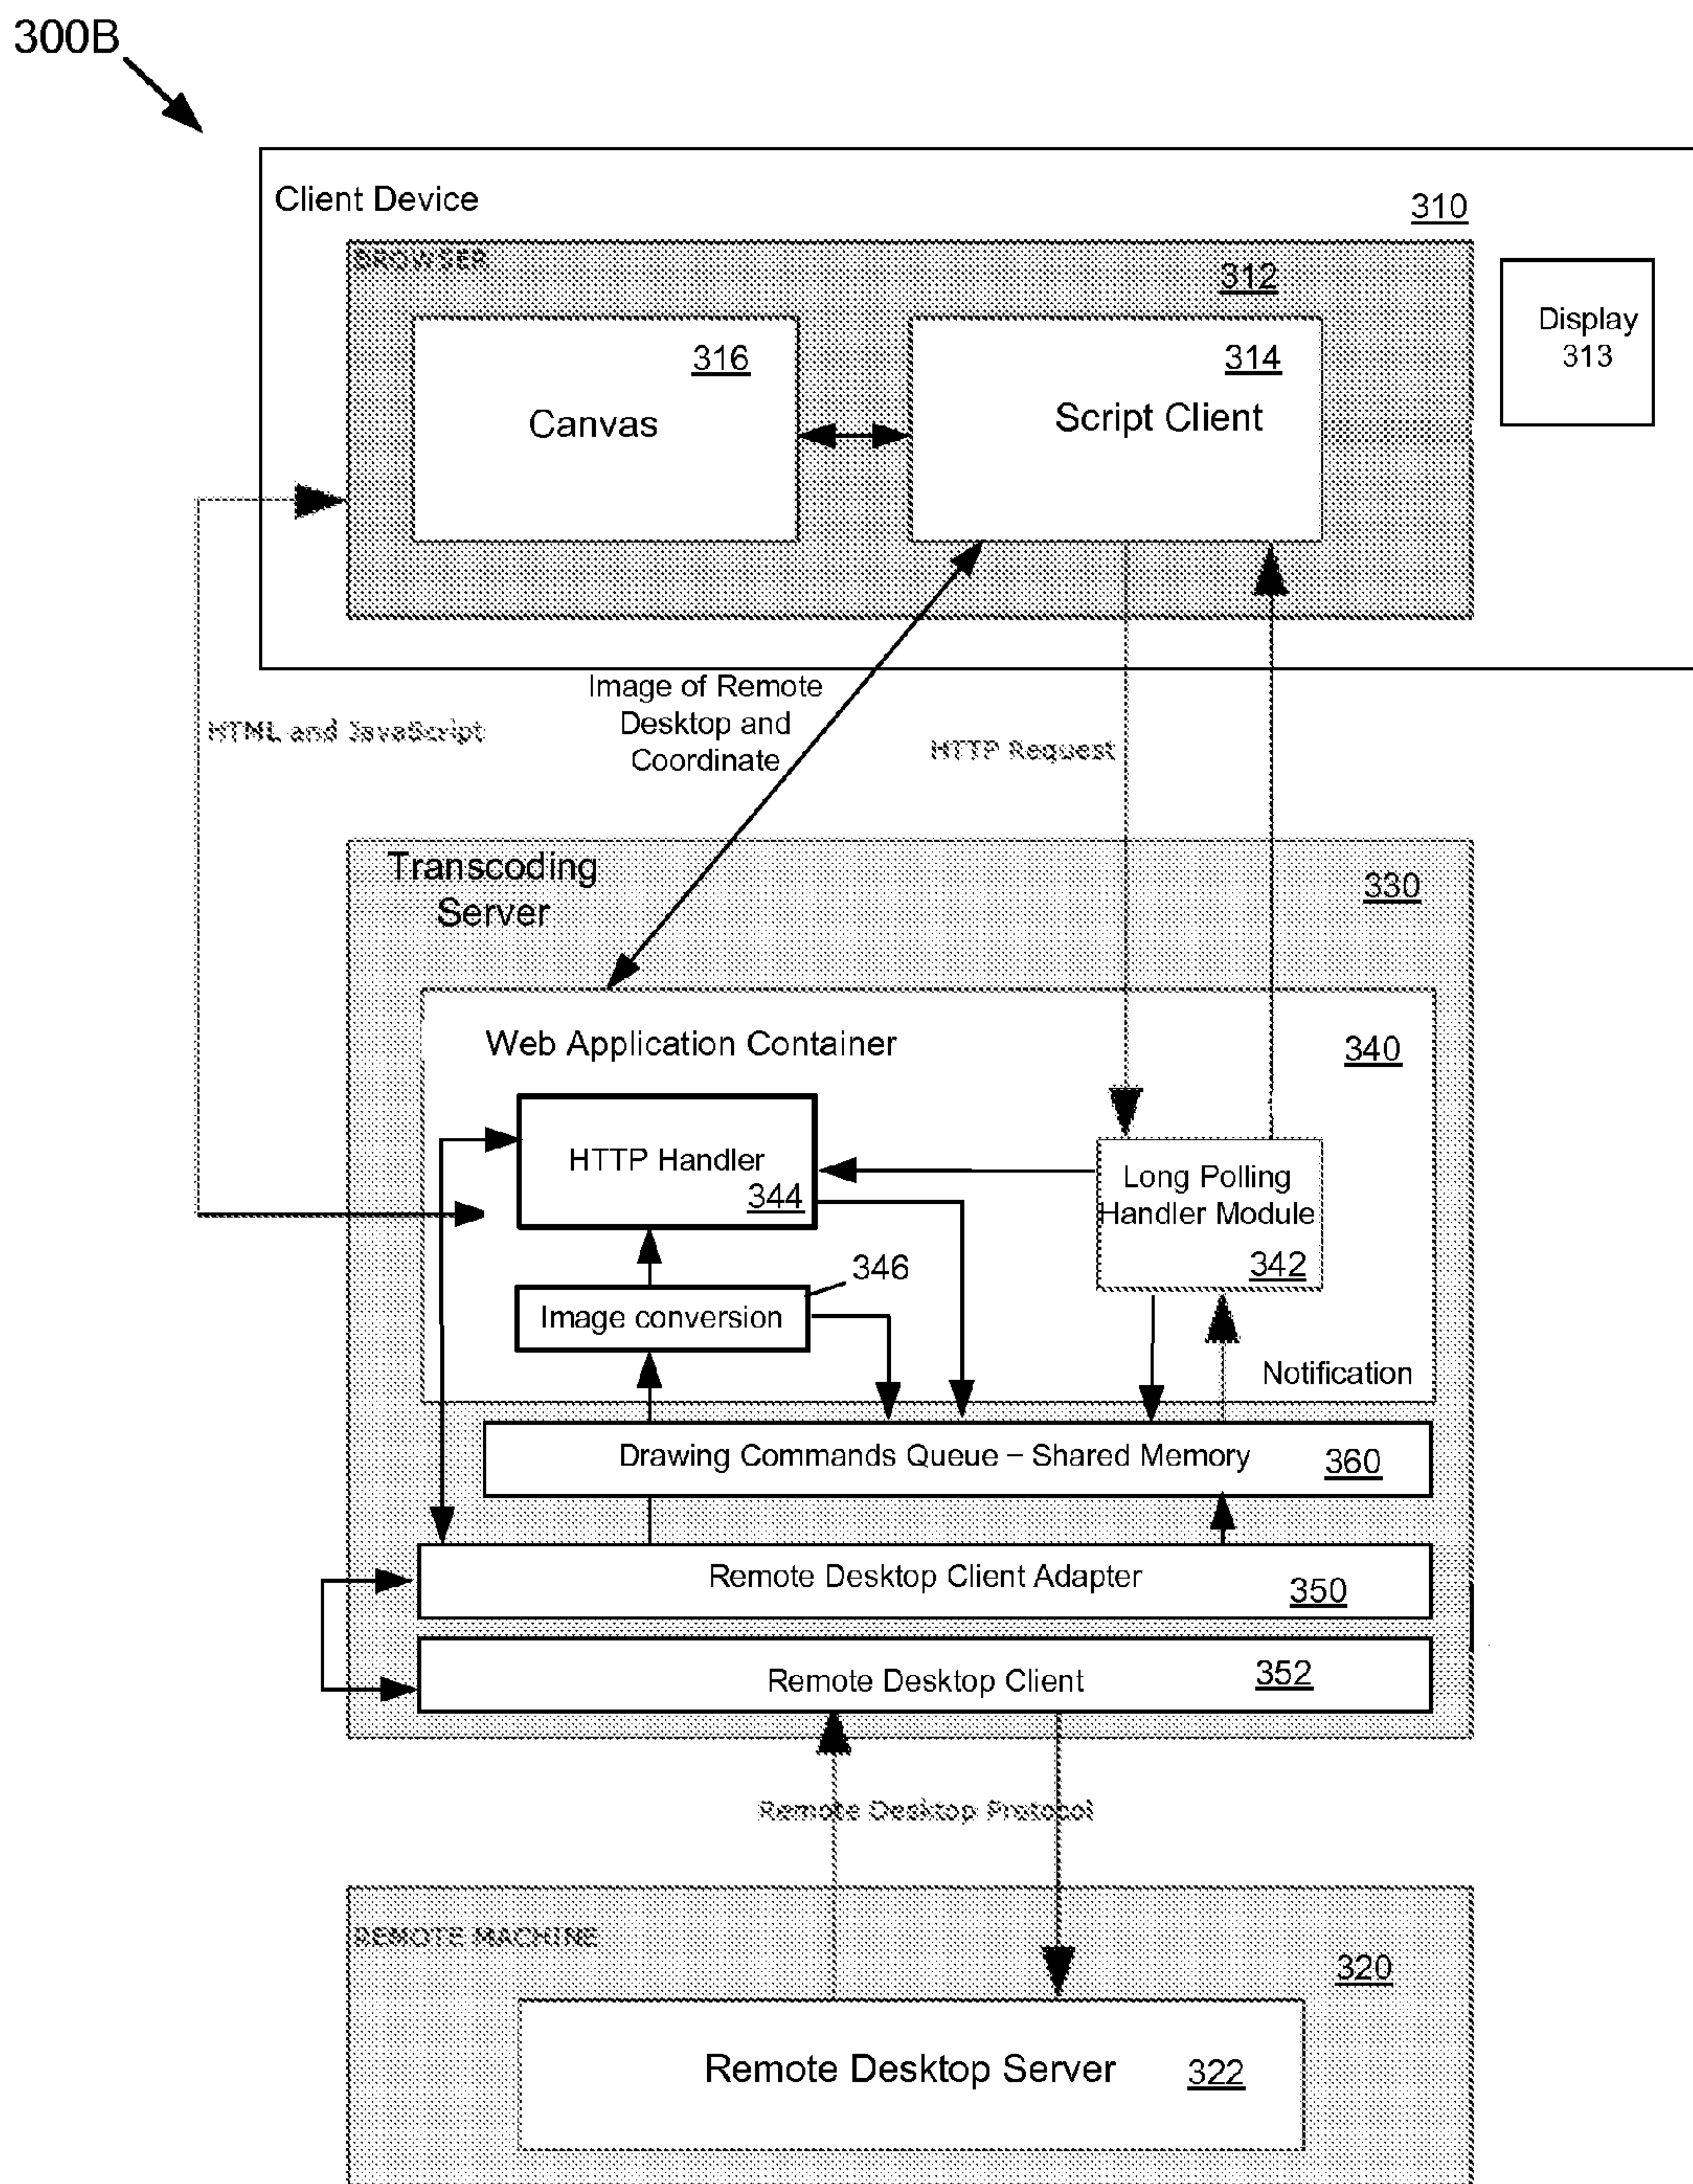 300B
Client Device
310
BROWSER
312
316
Canvas
314
Script Client
Display
313
HTML and JavaScript
Image of Remote
Desktop and
Coordinate
HTTP Request
Transcoding
Server
330
Web Application Container
340
HTTP Handler
344
Long Polling
Handler Module
342
346
Image conversion
Notification
Drawing Commands Queue – Shared Memory
360
Remote Desktop Client Adapter
350
Remote Desktop Client
352
Remote Desktop Protocol
REMOTE MACHINE
320
Remote Desktop Server
322